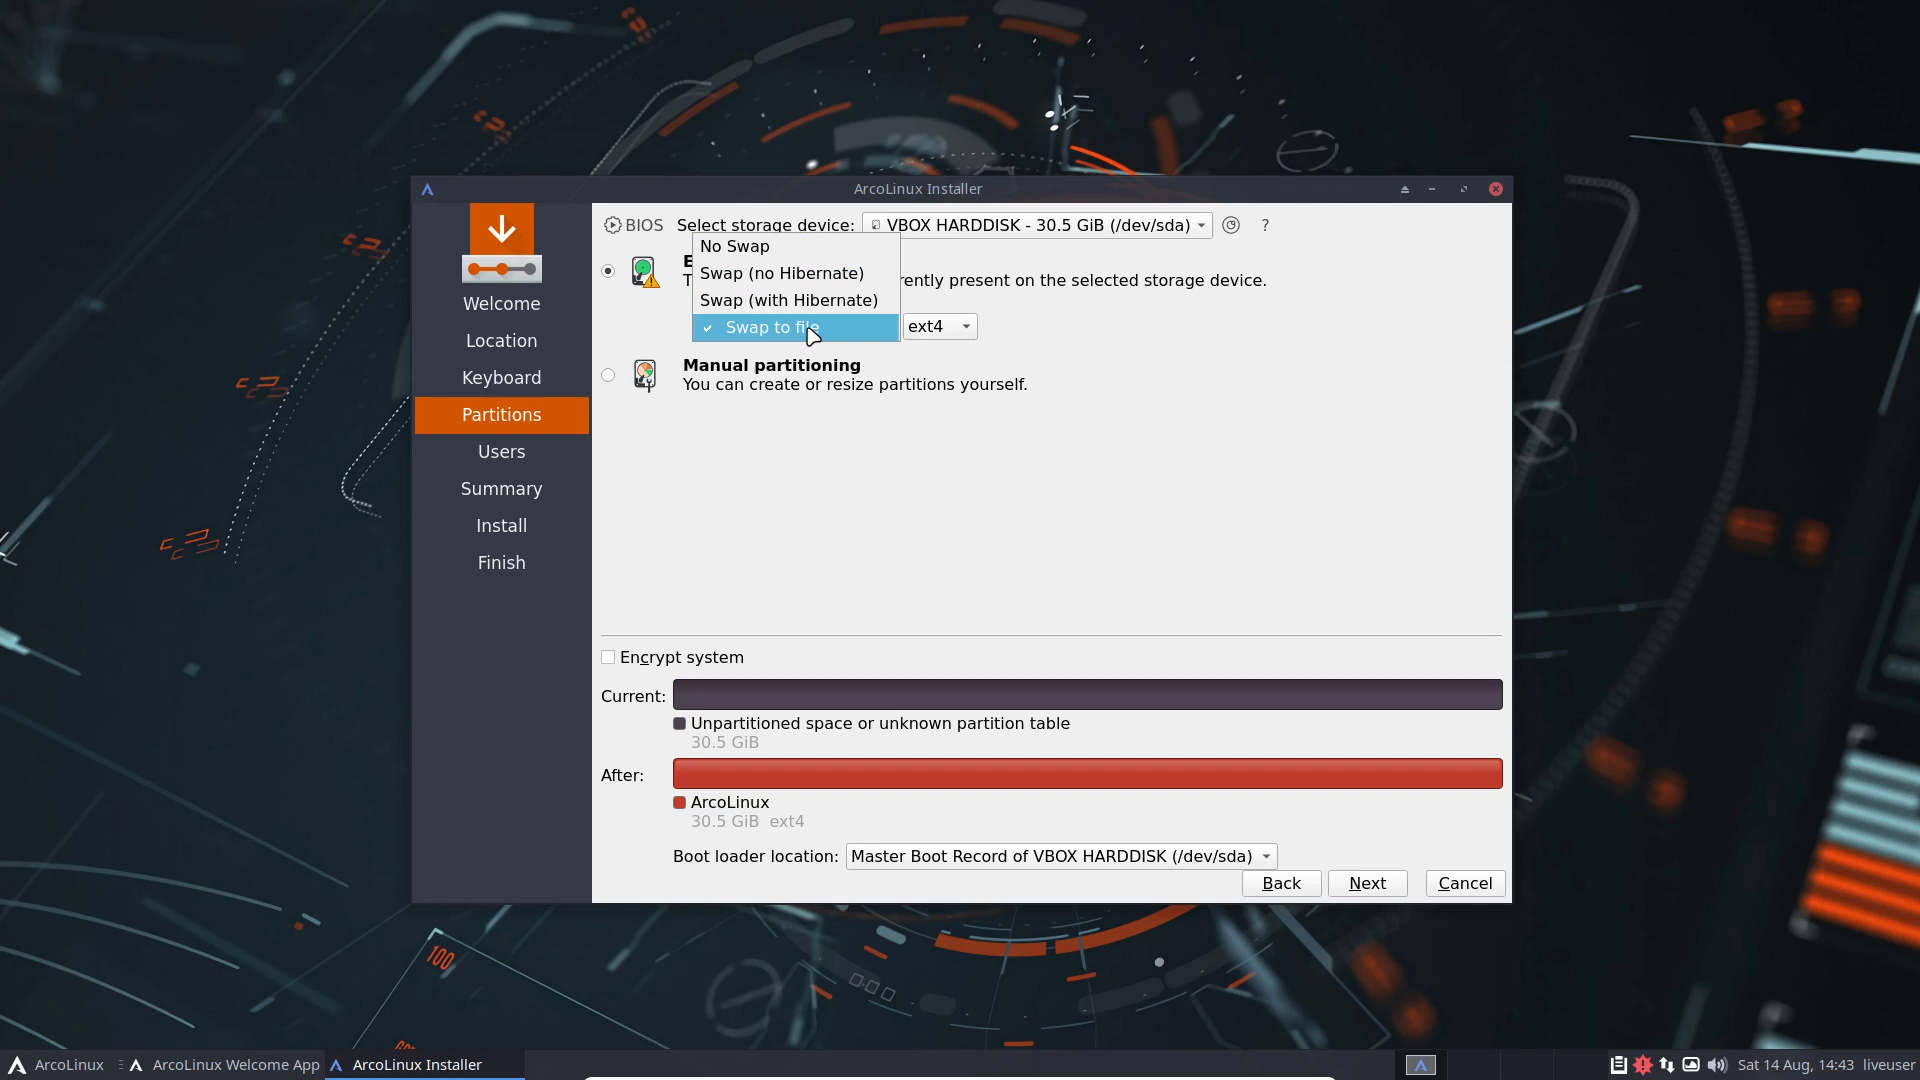 ArcoLinux Installer
BIOS Select storage device: VBOX HARDDISK - 30.5 GiB (/dev/sda) ?
No Swap
Swap (no Hibernate)
Swap (with Hibernate)
Swap to file
E
T
rently present on the selected storage device.
ext4
Manual partitioning
You can create or resize partitions yourself.
Welcome
Location
Keyboard
Partitions
Users
Summary
Install
Finish
Encrypt system
Current:
Unpartitioned space or unknown partition table
30.5 GiB
After:
ArcoLinux
30.5 GiB ext4
Boot loader location: Master Boot Record of VBOX HARDDISK (/dev/sda)
Back Next Cancel
100
ArcoLinux ArcoLinux Welcome App ArcoLinux Installer Sat 14 Aug, 14:43 liveuser